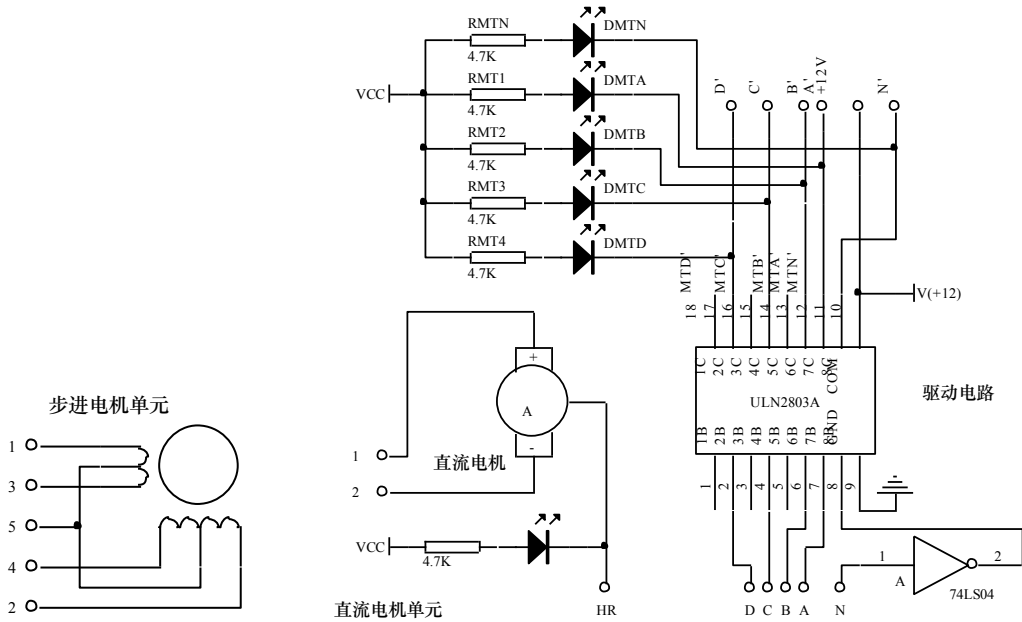 RMTN
DMTN
4.7K
RMT1
DMTA
VCC
4.7K
RMT2
DMTB
4.7K
RMT3
DMTC
4.7K
RMT4
DMTD
4.7K
D'
C'
B'
A'
+12V
N'
MTD'
MTC'
MTB'
MTA'
MTN'
V(+12)
18
17
16
15
14
13
12
11
10
1C
2C
3C
4C
5C
6C
7C
8C
COM
ULN2803A
驱动电路
1B
2B
3B
4B
5B
6B
7B
8B
GND
1
2
3
4
5
6
7
8
9
D
C
B
A
N
1
A
2
74LS04
+
A
-
1
直流电机
2
VCC
4.7K
HR
直流电机单元
步进电机单元
1
3
5
4
2